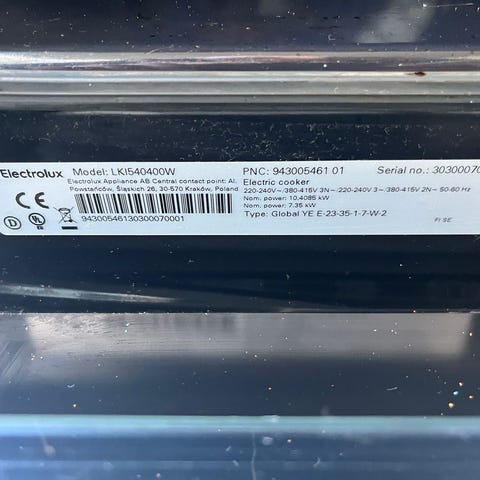 Electrolux Model: LKI540400W PNC: 943005461 01 Serial no.: 30300070
Electrolux Appliance AB Central contact point: Al.
Powstańców, Śląskich 26, 30-570 Kraków, Poland
94300546130300070001
Electric cooker
220-240V~/380-415V 3N~/220-240V 3~/380-415V 2N~ 50-60 Hz
Nom. power: 10,4085 kW
Nom. power: 7.35 kW
Type: Global YE E-23-35-1-7-W-2
FI SE
CE
D
UL